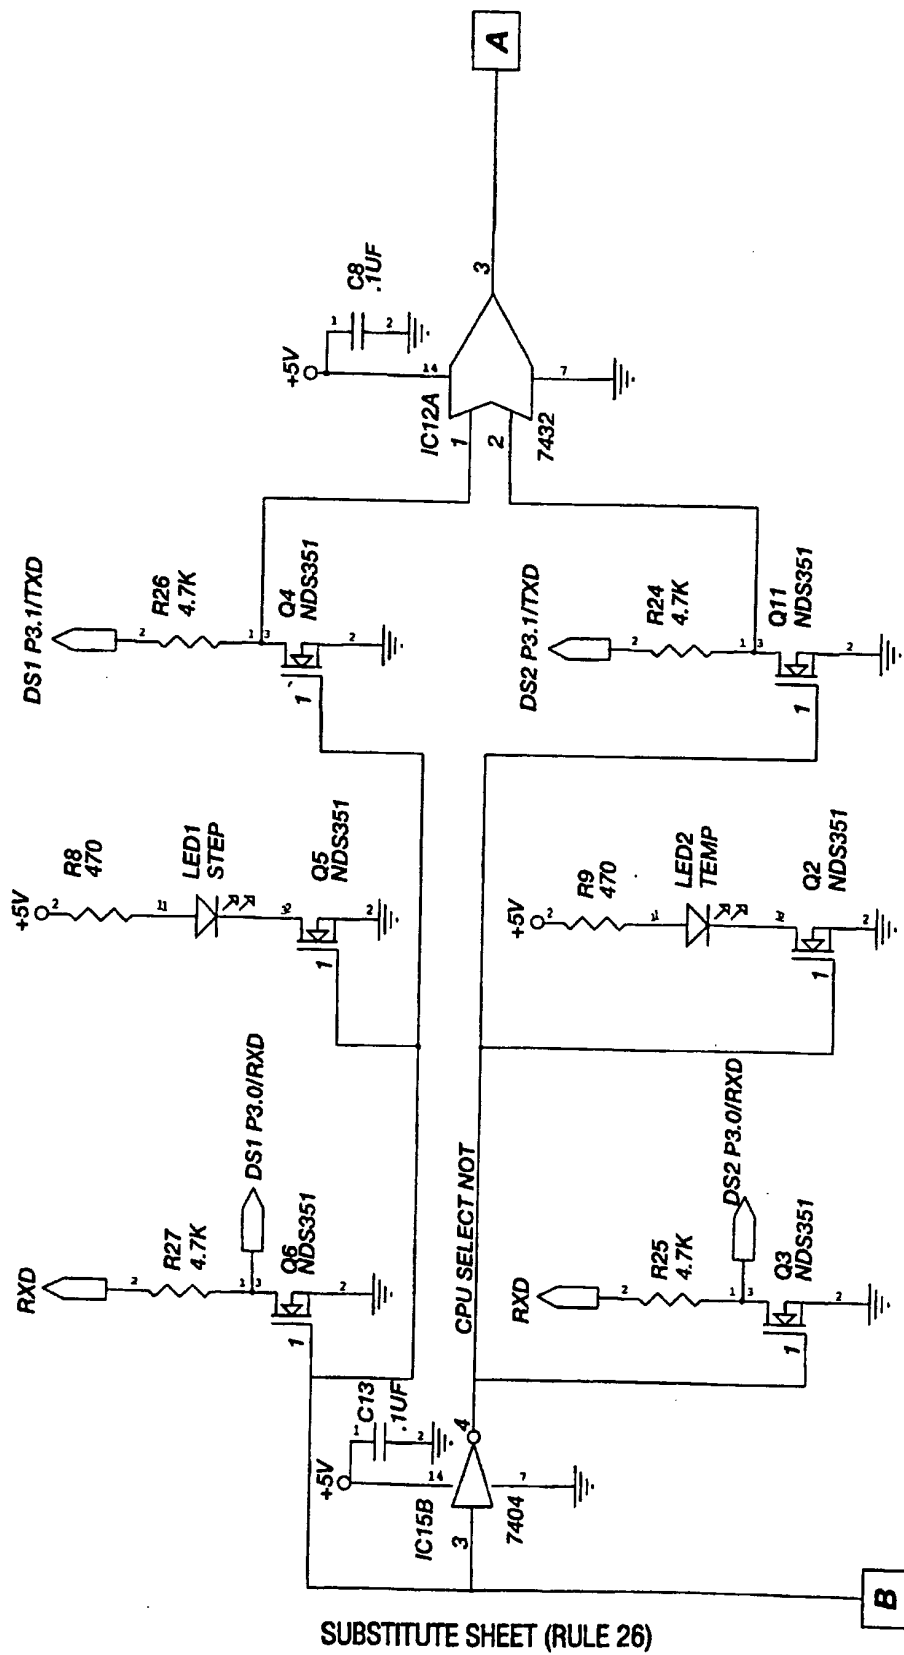 A
C8
.1UF
+5V
1
2
3
14
IC12A
1
2
7
7432
DS1 P3.1/TXD
R26
4.7K
2
1
3
Q4
NDS351
2
1
DS2 P3.1/TXD
R24
4.7K
2
1
3
Q11
NDS351
2
1
+5V
2
R8
470
11
LED1
STEP
Q5
NDS351
2
1
+5V
2
R9
470
LED2
TEMP
Q2
NDS351
2
1
RXD
2
R27
4.7K
1
3
DS1 P3.0/RXD
Q6
NDS351
2
1
CPU SELECT NOT
RXD
2
R25
4.7K
1
3
DS2 P3.0/RXD
Q3
NDS351
2
1
+5V
1
C13
.1UF
2
14
4
IC15B
3
7
7404
B
SUBSTITUTE SHEET (RULE 26)